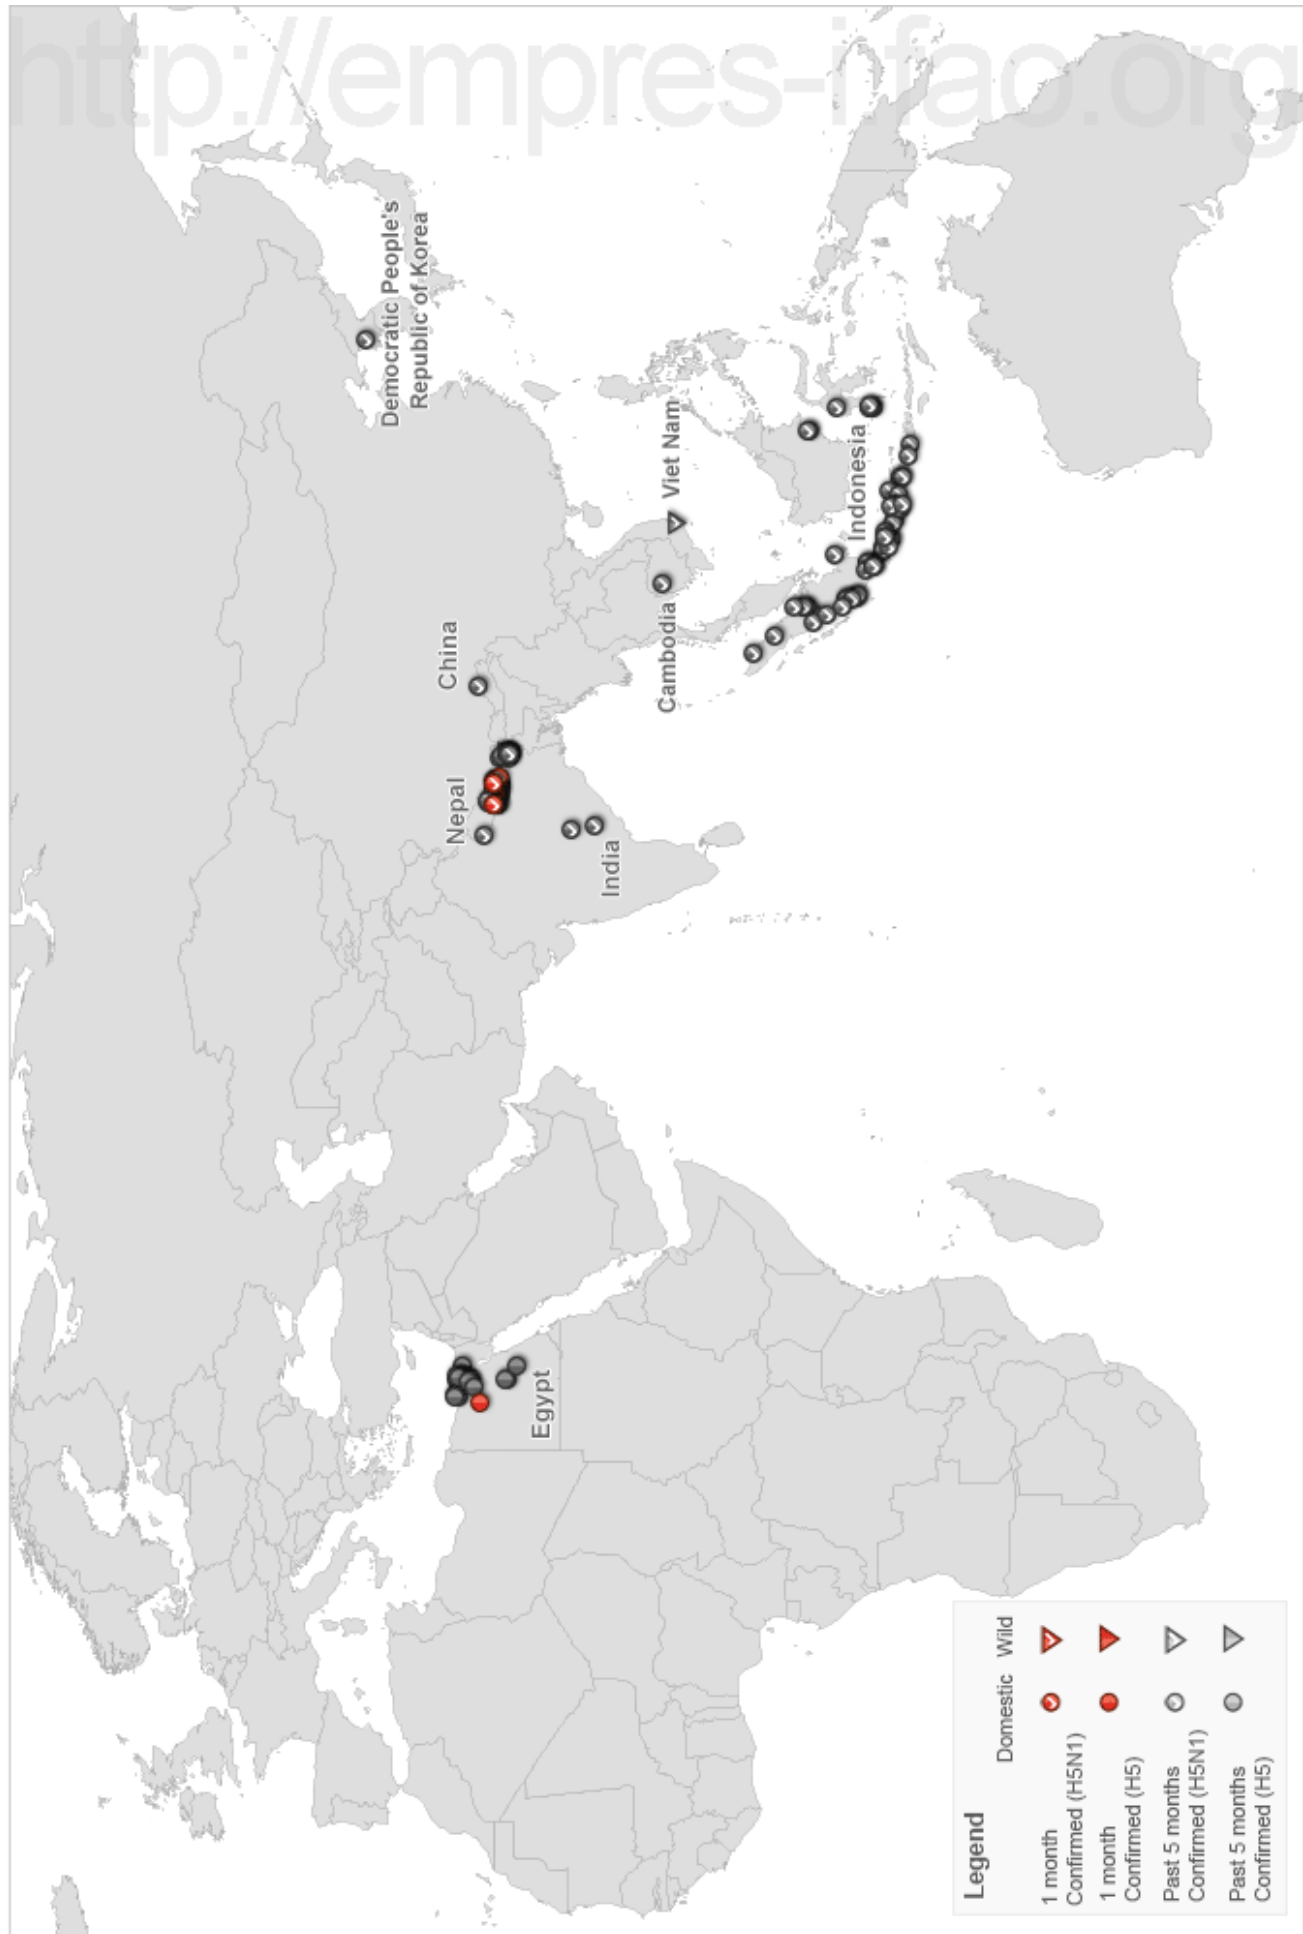 http://empres-i.fao.org
Democratic People's
Republic of Korea
China
Nepal
Viet Nam
Cambodia
India
Indonesia
Egypt
Legend
Domestic Wild
1 month
Confirmed (H5N1)
1 month
Confirmed (H5)
Past 5 months
Confirmed (H5N1)
Past 5 months
Confirmed (H5)